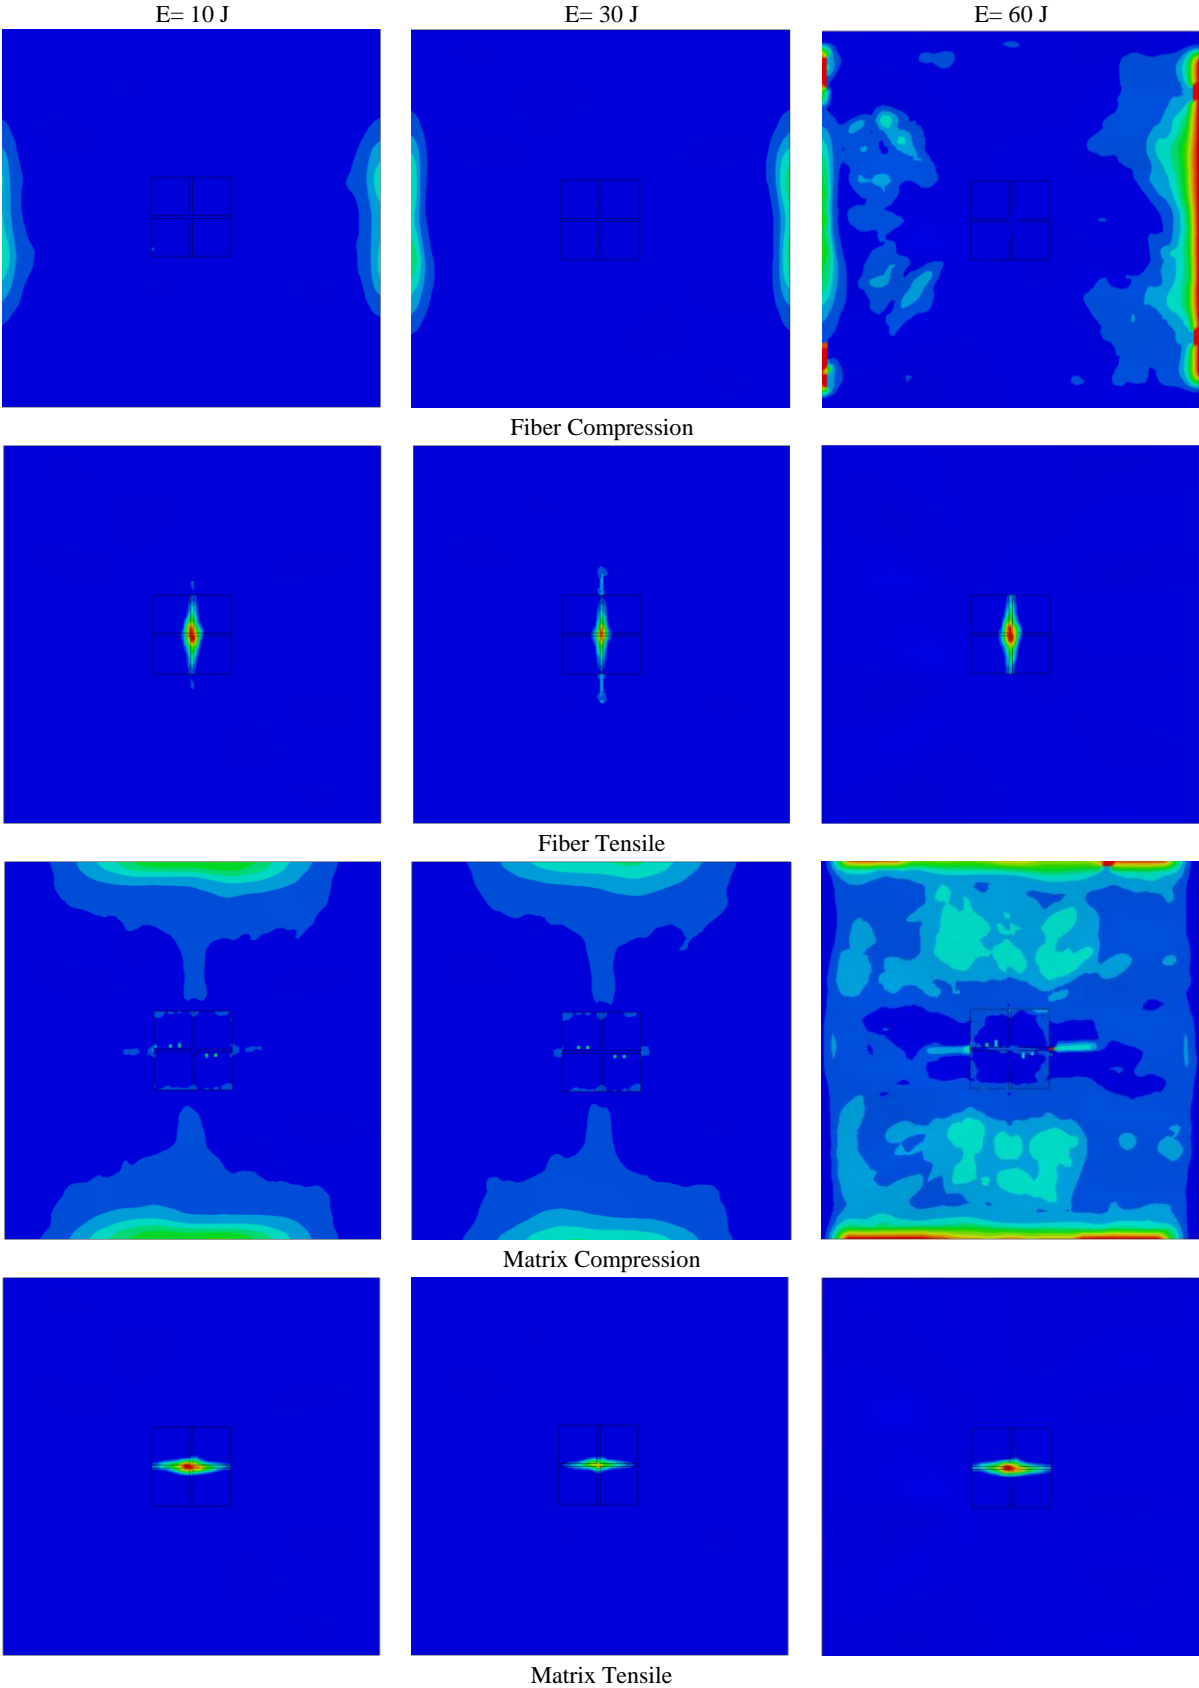 E= 10 J E= 30 J E= 60 J
Fiber Compression
Fiber Tensile
Matrix Compression
Matrix Tensile